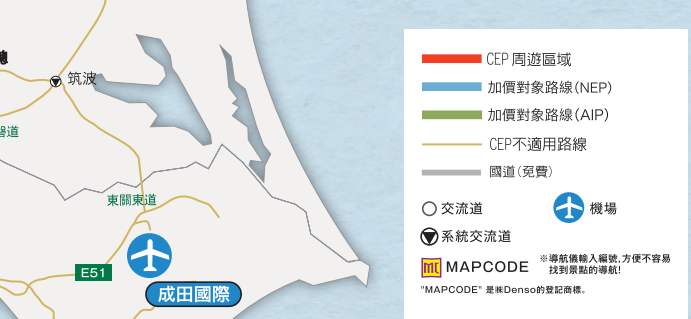 筑波
東關東道
E51
成田國際
CEP 周遊區域
加價對象路線(NEP)
加價對象路線(AIP)
CEP不適用路線
國道(免費)
交流道
機場
系統交流道
MAPCODE
※導航儀輸入編號,方便不容易
找到景點的導航!
"MAPCODE" 是㈱Denso的登記商標。